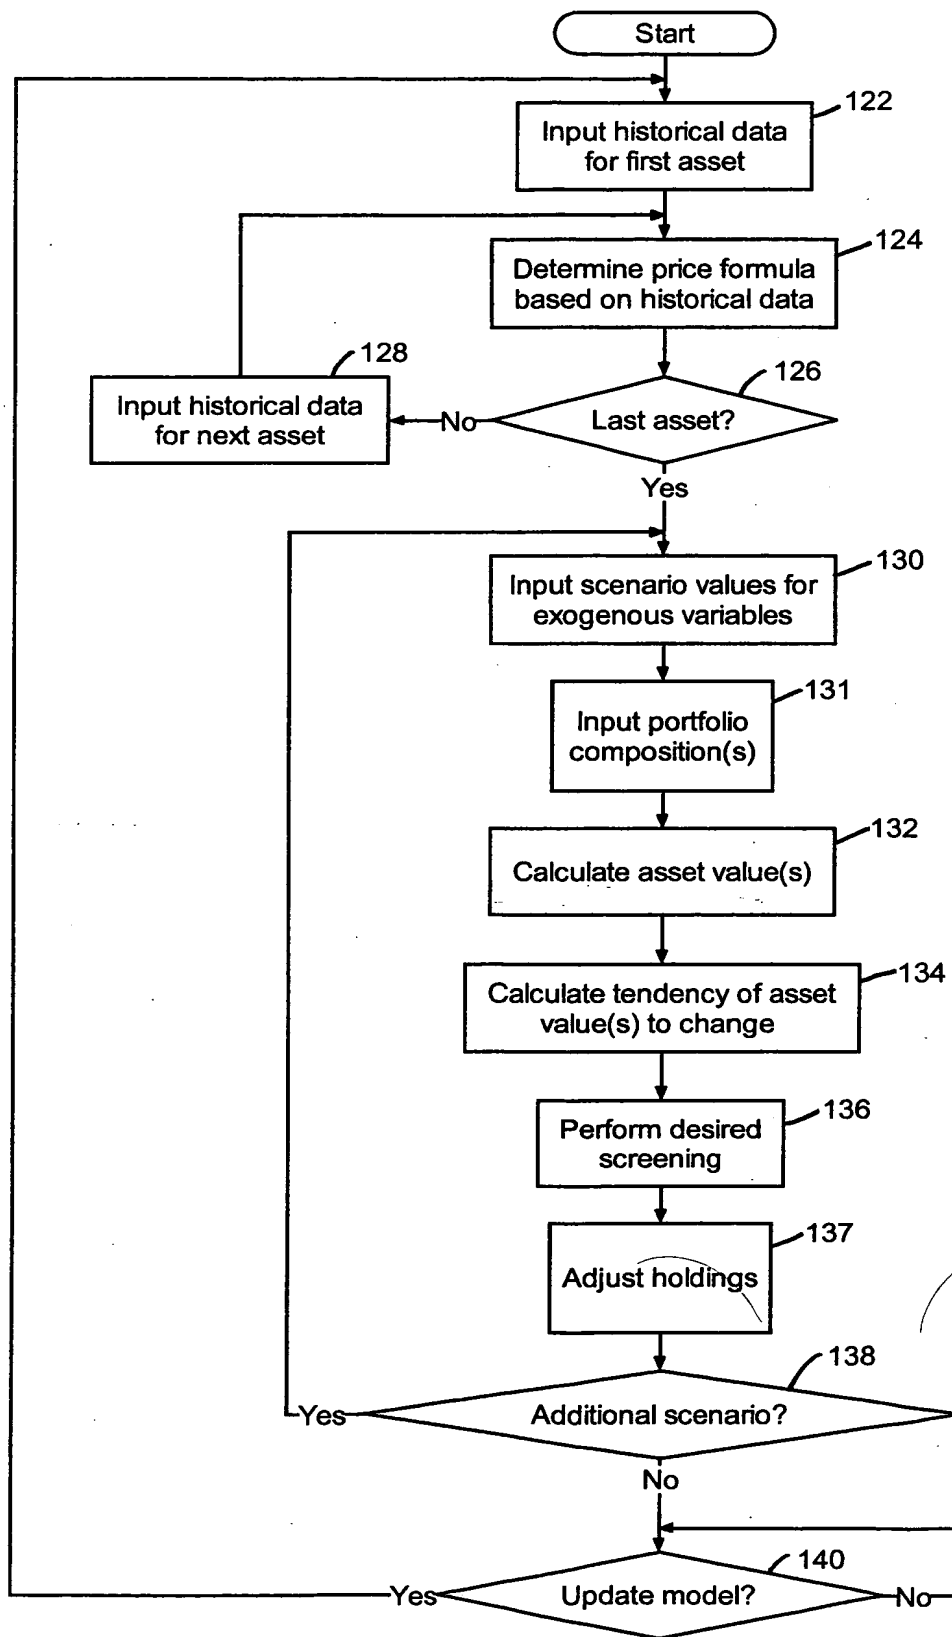 Start
122
Input historical data
for first asset
124
Determine price formula
based on historical data
128
126
Input historical data
for next asset
No
Last asset?
Yes
130
Input scenario values for
exogenous variables
131
Input portfolio
composition(s)
132
Calculate asset value(s)
134
Calculate tendency of asset
value(s) to change
136
Perform desired
screening
137
Adjust holdings
138
Yes
Additional scenario?
No
140
Yes
Update model?
No